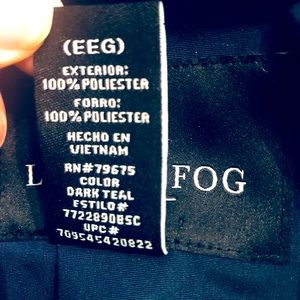 (EEG)
EXTERIOR:
100% POLIESTER
FORRO:
100% POLIESTER
HECHO EN
VIETNAM
RN#79675
COLOR
DARK TEAL
ESTILO#
7722890BSC
UPC#
709545420822
L FOG